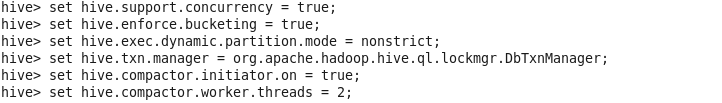 hive> set hive.support.concurrency = true;
hive> set hive.enforce.bucketing = true;
hive> set hive.exec.dynamic.partition.mode = nonstrict;
hive> set hive.txn.manager = org.apache.hadoop.hive.ql.lockmgr.DbTxnManager;
hive> set hive.compactor.initiator.on = true;
hive> set hive.compactor.worker.threads = 2;